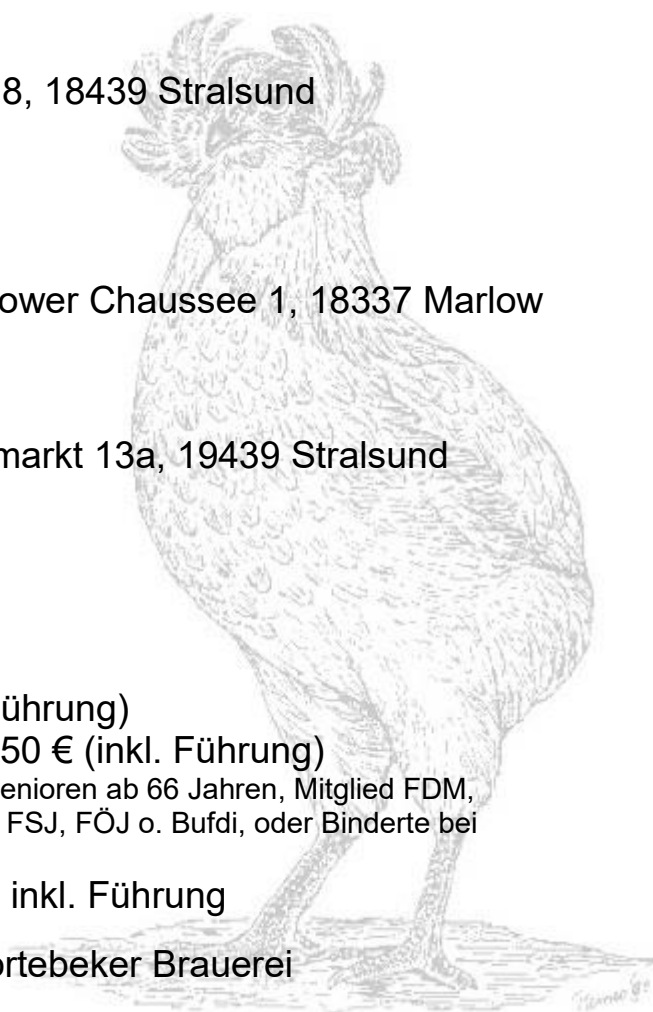 8, 18439 Stralsund
ower Chaussee 1, 18337 Marlow
markt 13a, 19439 Stralsund
ührung)
50 € (inkl. Führung)
enioren ab 66 Jahren, Mitglied FDM,
FSJ, FÖJ o. Bufdi, oder Binderte bei
inkl. Führung
ortebeker Brauerei